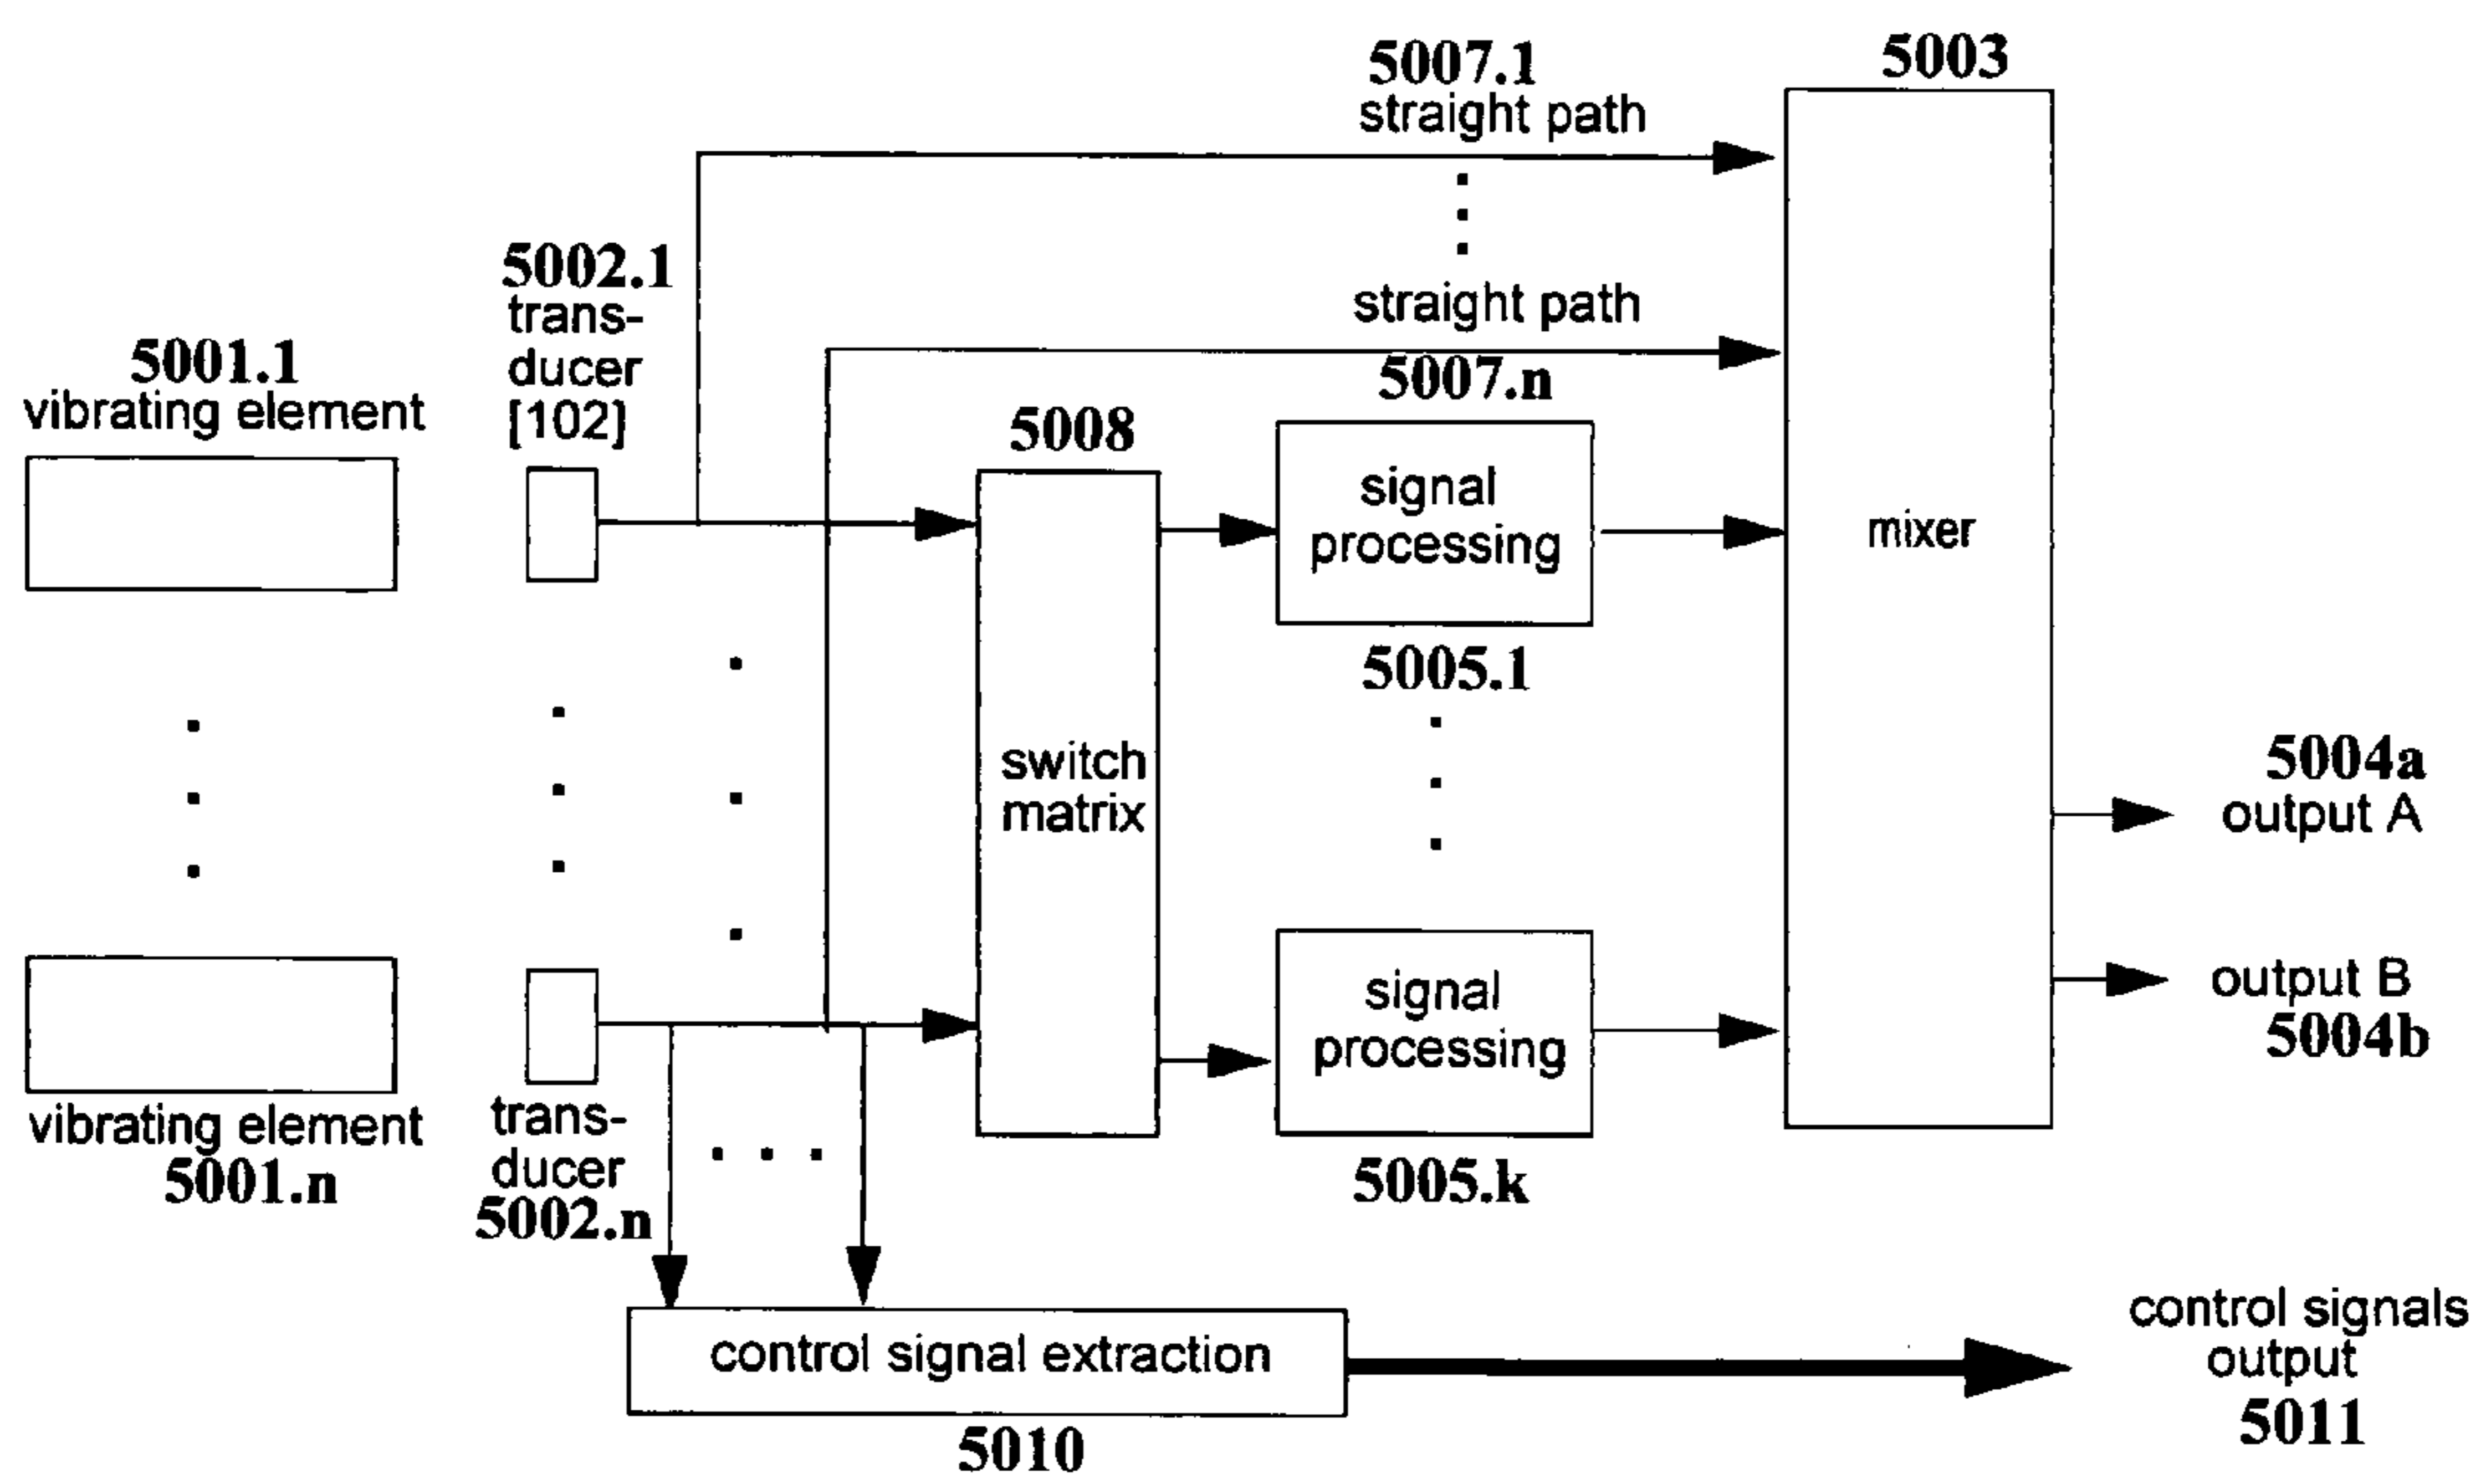 5007.1
straight path
5003
5002.1
trans-
ducer
[102]
straight path
5007.n
5001.1
vibrating element
5008
signal
processing
mixer
5005.1
switch
matrix
5004a
output A
signal
processing
output B
5004b
vibrating element
5001.n
trans-
ducer
5002.n
5005.k
control signal extraction
5010
control signals
output
5011